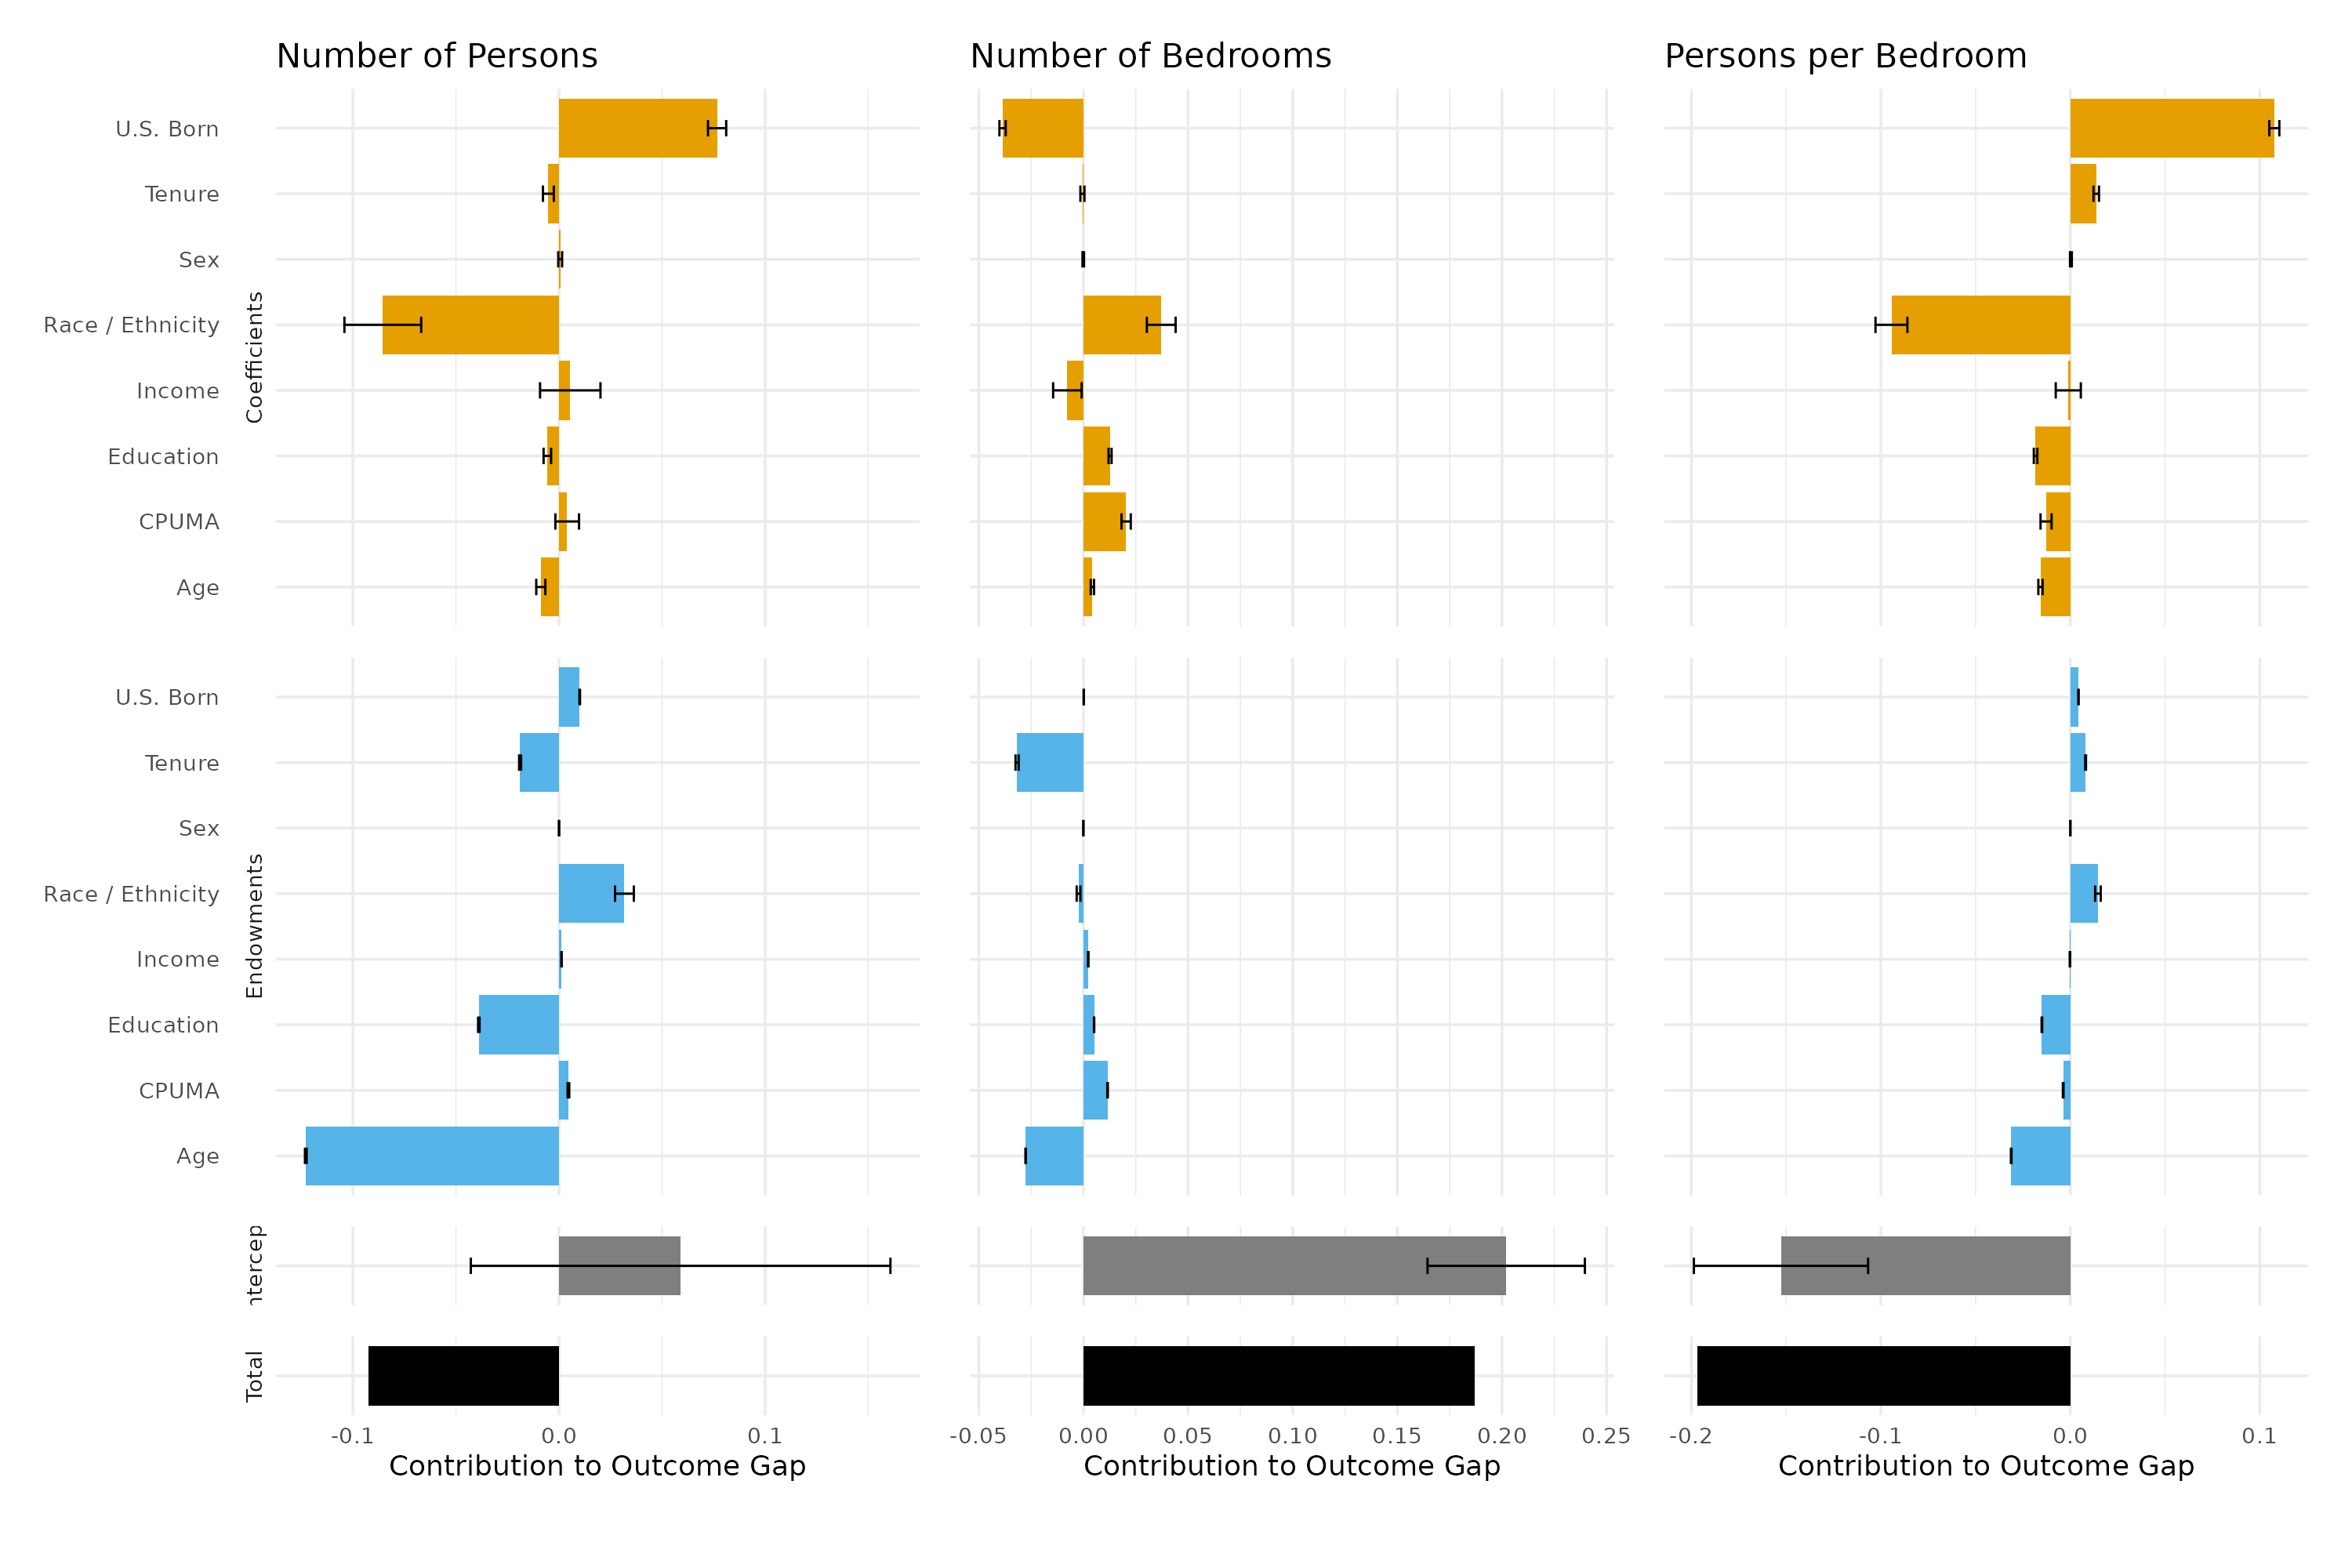 Number of Persons
Number of Bedrooms
Persons per Bedroom
Coefficients
U.S. Born
Tenure
Sex
Race / Ethnicity
Income
Education
CPUMA
Age
Endowments
U.S. Born
Tenure
Sex
Race / Ethnicity
Income
Education
CPUMA
Age
ntercep
Total
-0.1 0.0 0.1
-0.05 0.00 0.05 0.10 0.15 0.20 0.25
-0.2 -0.1 0.0 0.1
Contribution to Outcome Gap
Contribution to Outcome Gap
Contribution to Outcome Gap